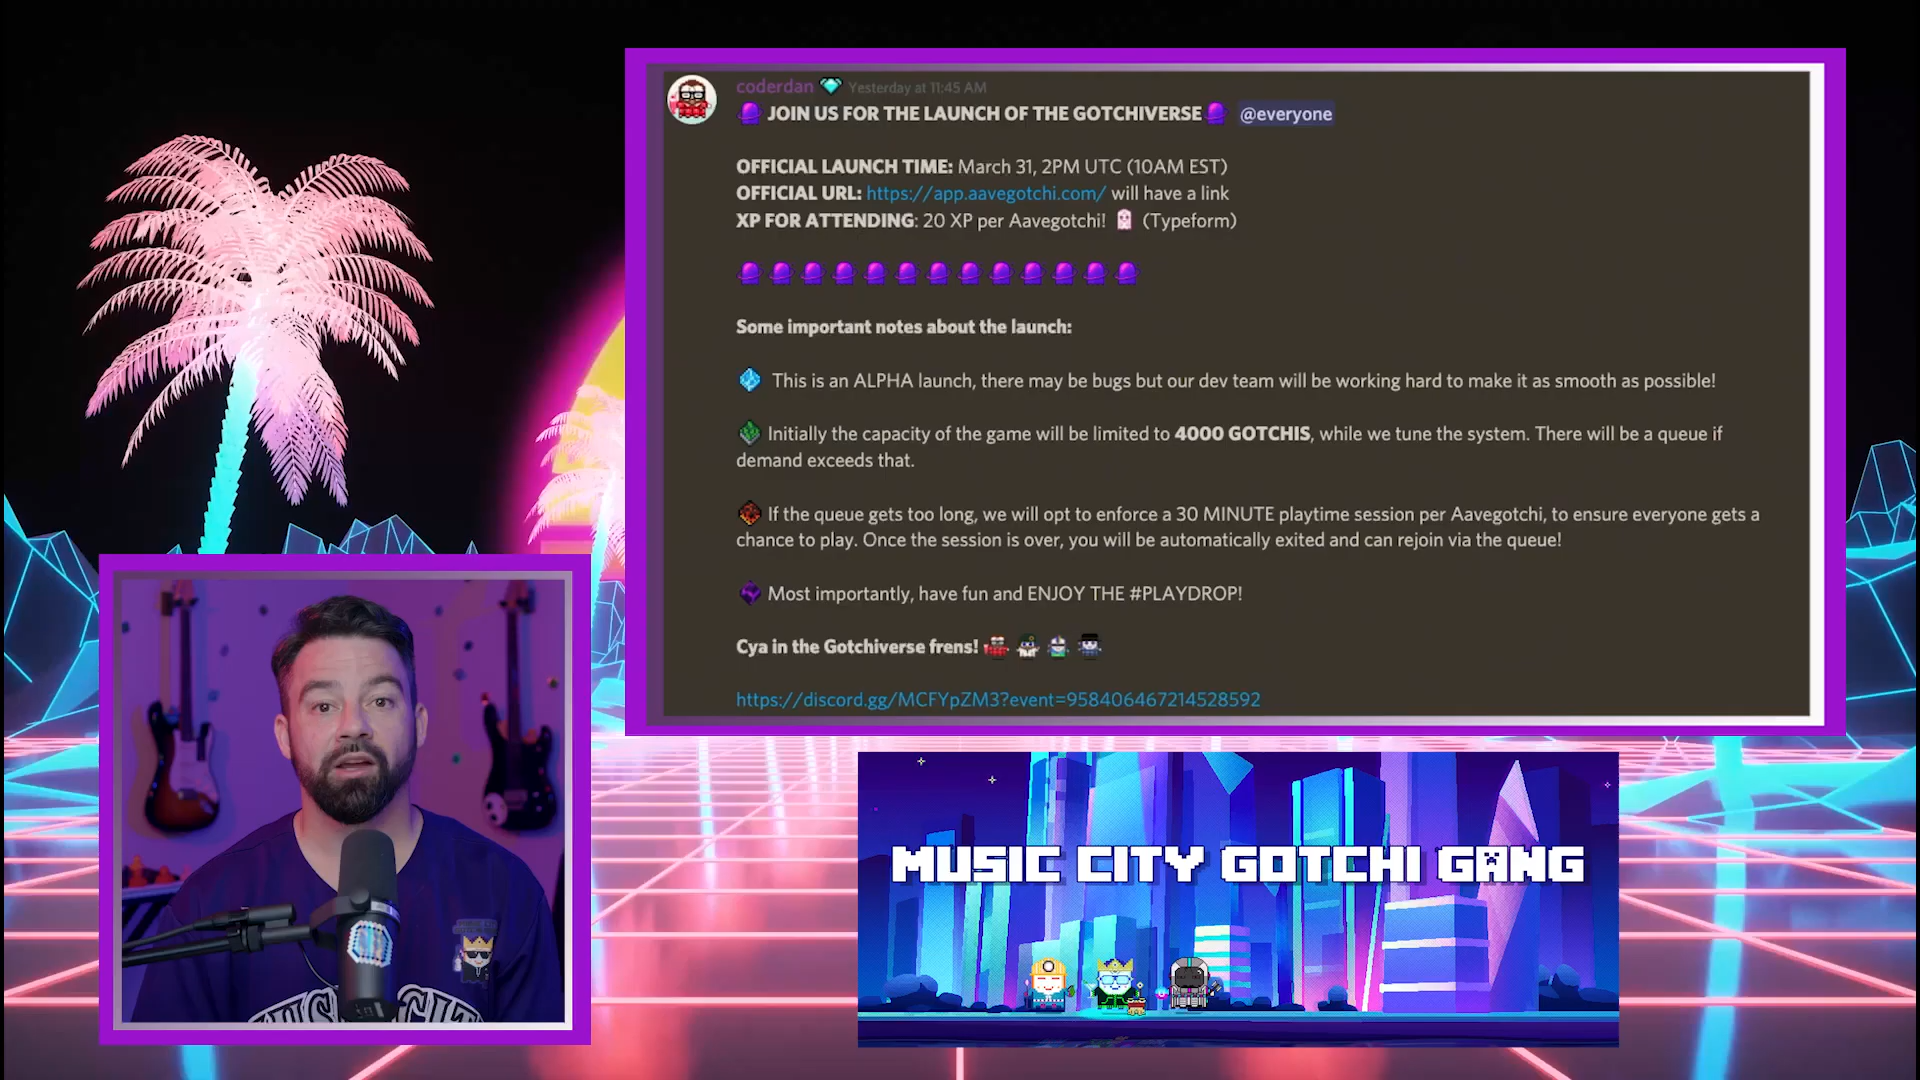 coderdan Yesterday at 11:45 AM
JOIN US FOR THE LAUNCH OF THE GOTCHIVERSE @everyone
OFFICIAL LAUNCH TIME: March 31, 2PM UTC (10AM EST)
OFFICIAL URL: https://app.aavegotchi.com/ will have a link
XP FOR ATTENDING: 20 XP per Aavegotchi! (Typeform)
Some important notes about the launch:
This is an ALPHA launch, there may be bugs but our dev team will be working hard to make it as smooth as possible!
Initially the capacity of the game will be limited to 4000 GOTCHIS, while we tune the system. There will be a queue if
demand exceeds that.
If the queue gets too long, we will opt to enforce a 30 MINUTE playtime session per Aavegotchi, to ensure everyone gets a
chance to play. Once the session is over, you will be automatically exited and can rejoin via the queue!
Most importantly, have fun and ENJOY THE #PLAYDROP!
Cya in the Gotchiverse frens!
https://discord.gg/MCFYpZM3?event=958406467214528592
MUSIC CITY GOTCHI GANG